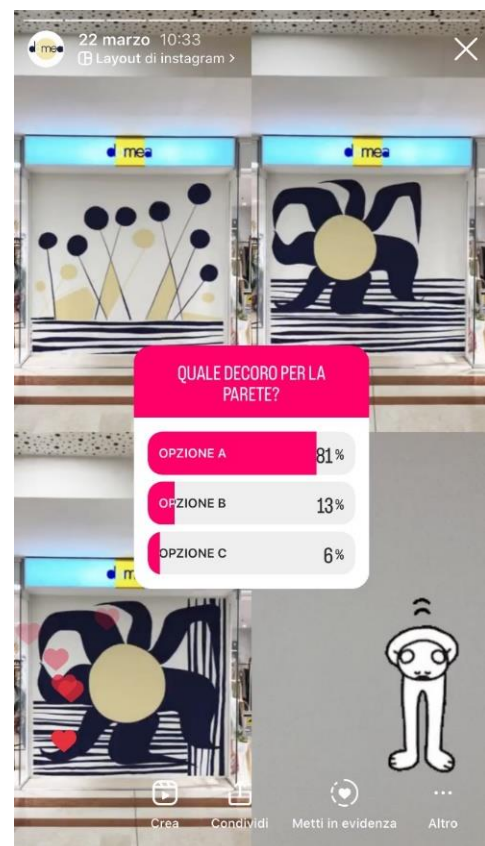 d mea
22 marzo 10:33
Layout di instagram >
d mea
d mea
QUALE DECORO PER LA
PARETE?
OPZIONE A
81%
OPZIONE B
13%
OPZIONE C
6%
d m
Crea
Condividi
Metti in evidenza
Altro